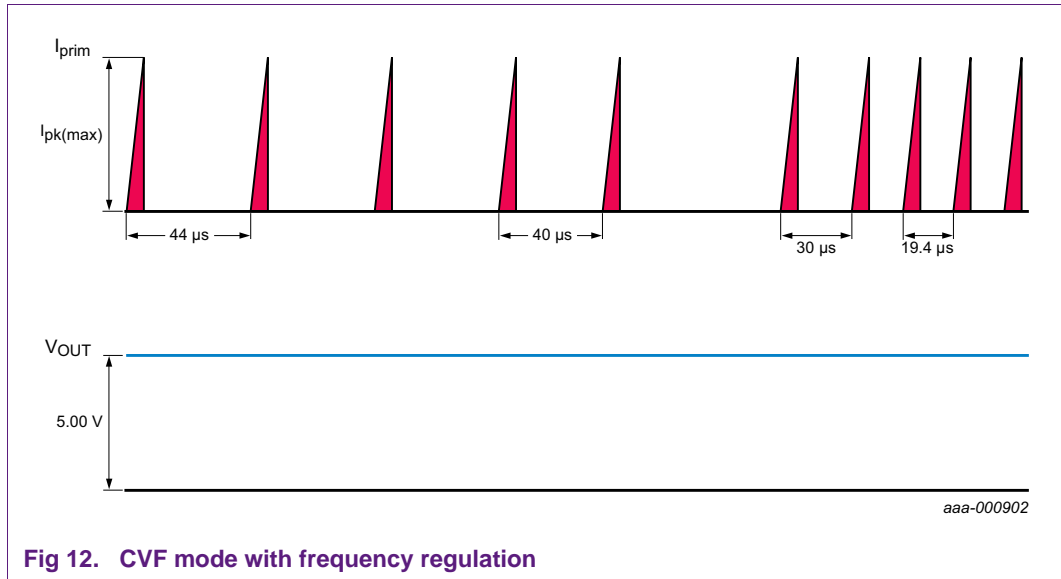 Iprim
Ipk(max)
44 µs
40 µs
30 µs
19.4 µs
VOUT
5.00 V
aaa-000902
Fig 12. CVF mode with frequency regulation